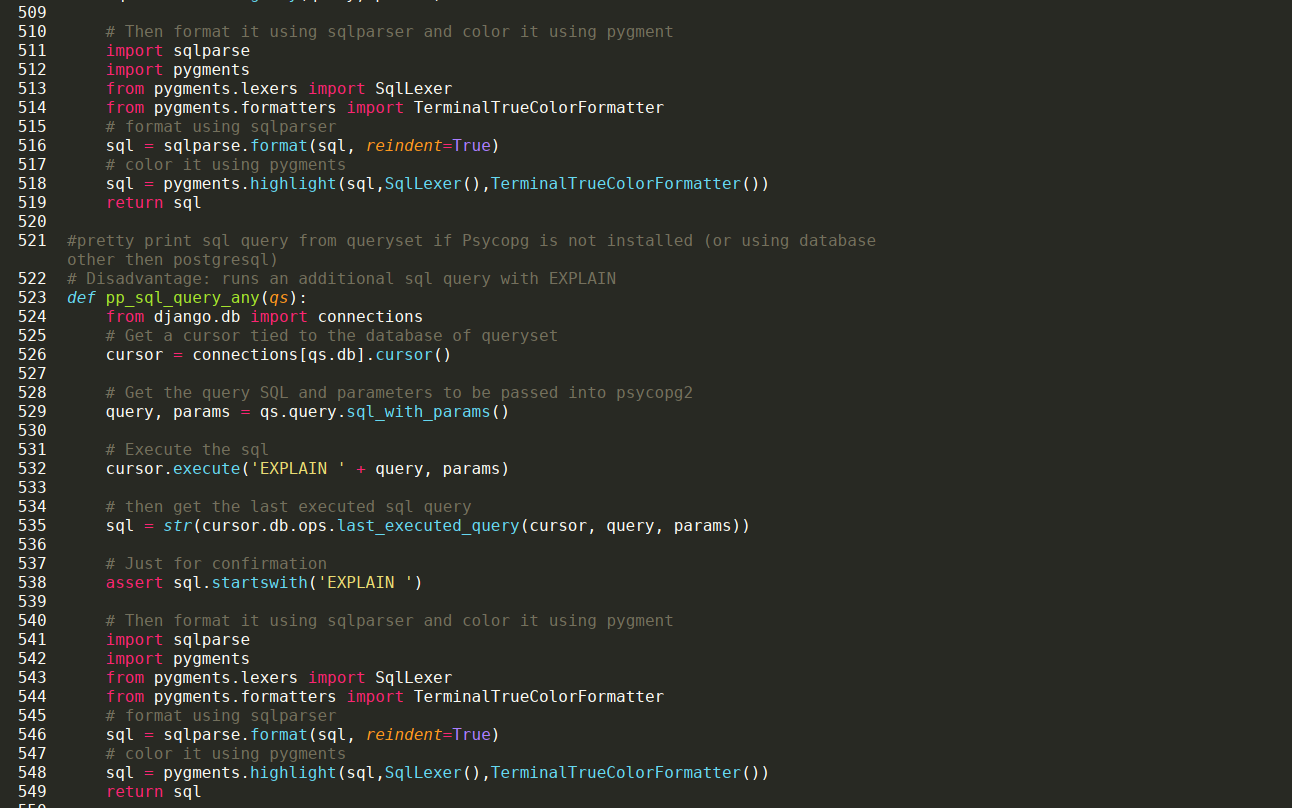 509
510 # Then format it using sqlparser and color it using pygment
511 import sqlparse
512 import pygments
513 from pygments.lexers import SqlLexer
514 from pygments.formatters import TerminalTrueColorFormatter
515 # format using sqlparser
516 sql = sqlparse.format(sql, reindent=True)
517 # color it using pygments
518 sql = pygments.highlight(sql,SqlLexer(),TerminalTrueColorFormatter())
519 return sql
520
521 #pretty print sql query from queryset if Psycopg is not installed (or using database
other then postgresql)
522 # Disadvantage: runs an additional sql query with EXPLAIN
523 def pp_sql_query_any(qs):
524 from django.db import connections
525 # Get a cursor tied to the database of queryset
526 cursor = connections[qs.db].cursor()
527
528 # Get the query SQL and parameters to be passed into psycopg2
529 query, params = qs.query.sql_with_params()
530
531 # Execute the sql
532 cursor.execute('EXPLAIN ' + query, params)
533
534 # then get the last executed sql query
535 sql = str(cursor.db.ops.last_executed_query(cursor, query, params))
536
537 # Just for confirmation
538 assert sql.startswith('EXPLAIN ')
539
540 # Then format it using sqlparser and color it using pygment
541 import sqlparse
542 import pygments
543 from pygments.lexers import SqlLexer
544 from pygments.formatters import TerminalTrueColorFormatter
545 # format using sqlparser
546 sql = sqlparse.format(sql, reindent=True)
547 # color it using pygments
548 sql = pygments.highlight(sql,SqlLexer(),TerminalTrueColorFormatter())
549 return sql